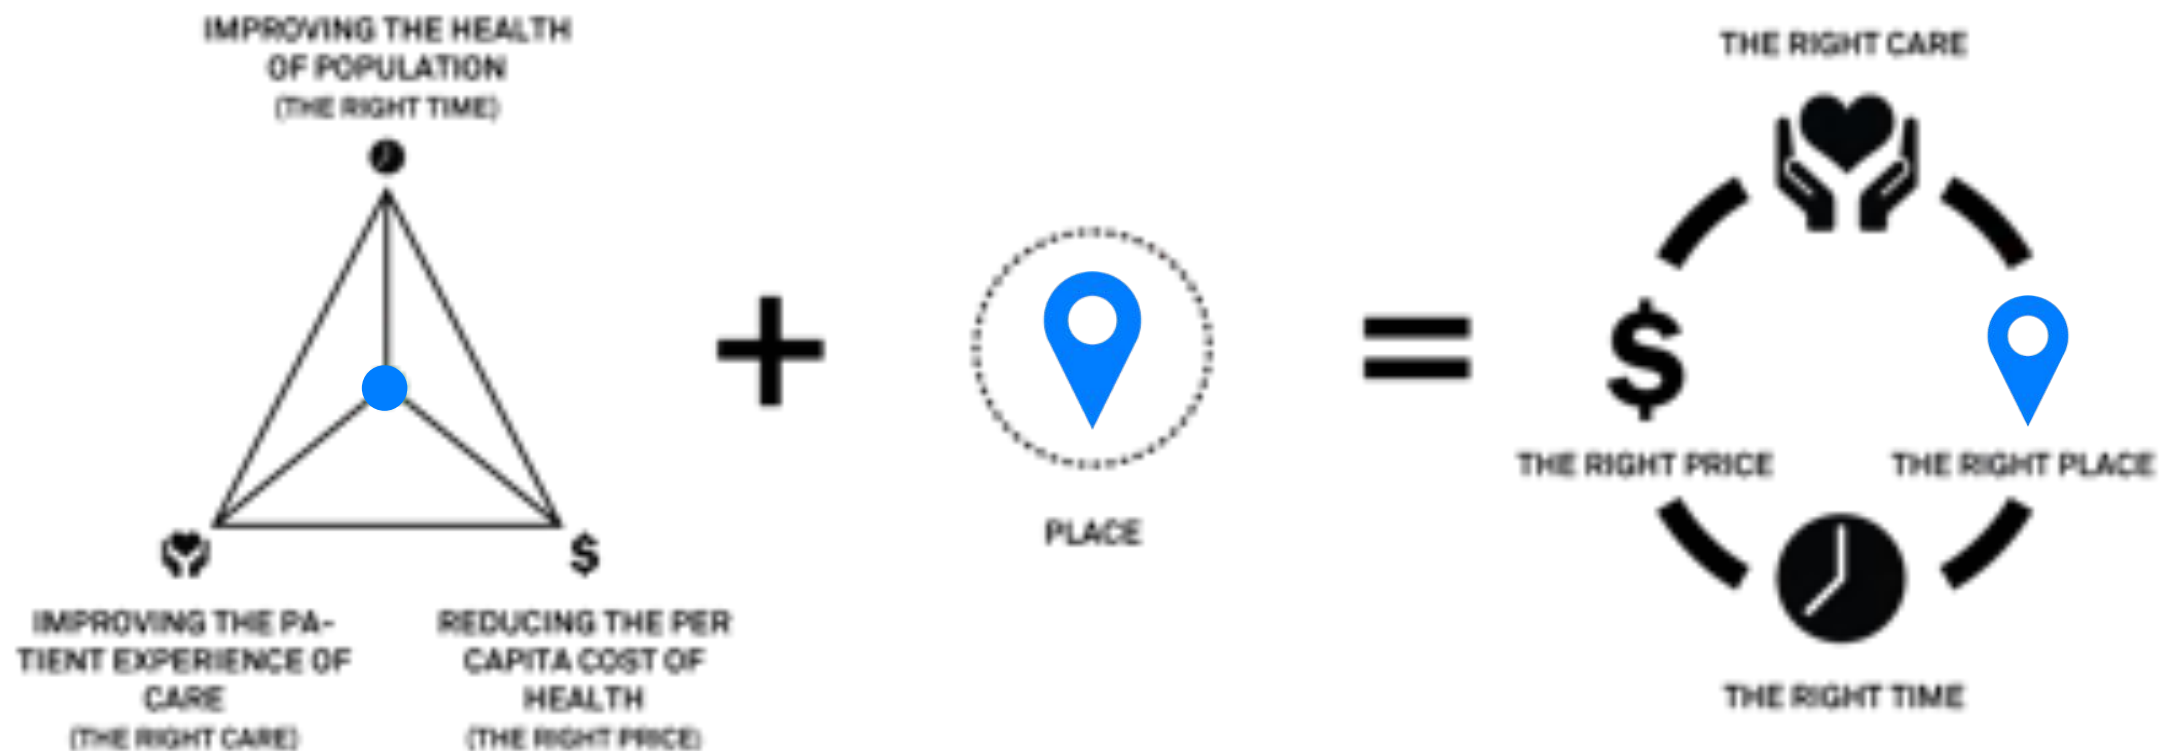 IMPROVING THE HEALTH
OF POPULATION
(THE RIGHT TIME)
IMPROVING THE PA-
TIENT EXPERIENCE OF
CARE
(THE RIGHT CARE)
REDUCING THE PER
CAPITA COST OF
HEALTH
(THE RIGHT PRICE)
$
+
PLACE
=
THE RIGHT CARE
$
THE RIGHT PRICE
THE RIGHT PLACE
THE RIGHT TIME